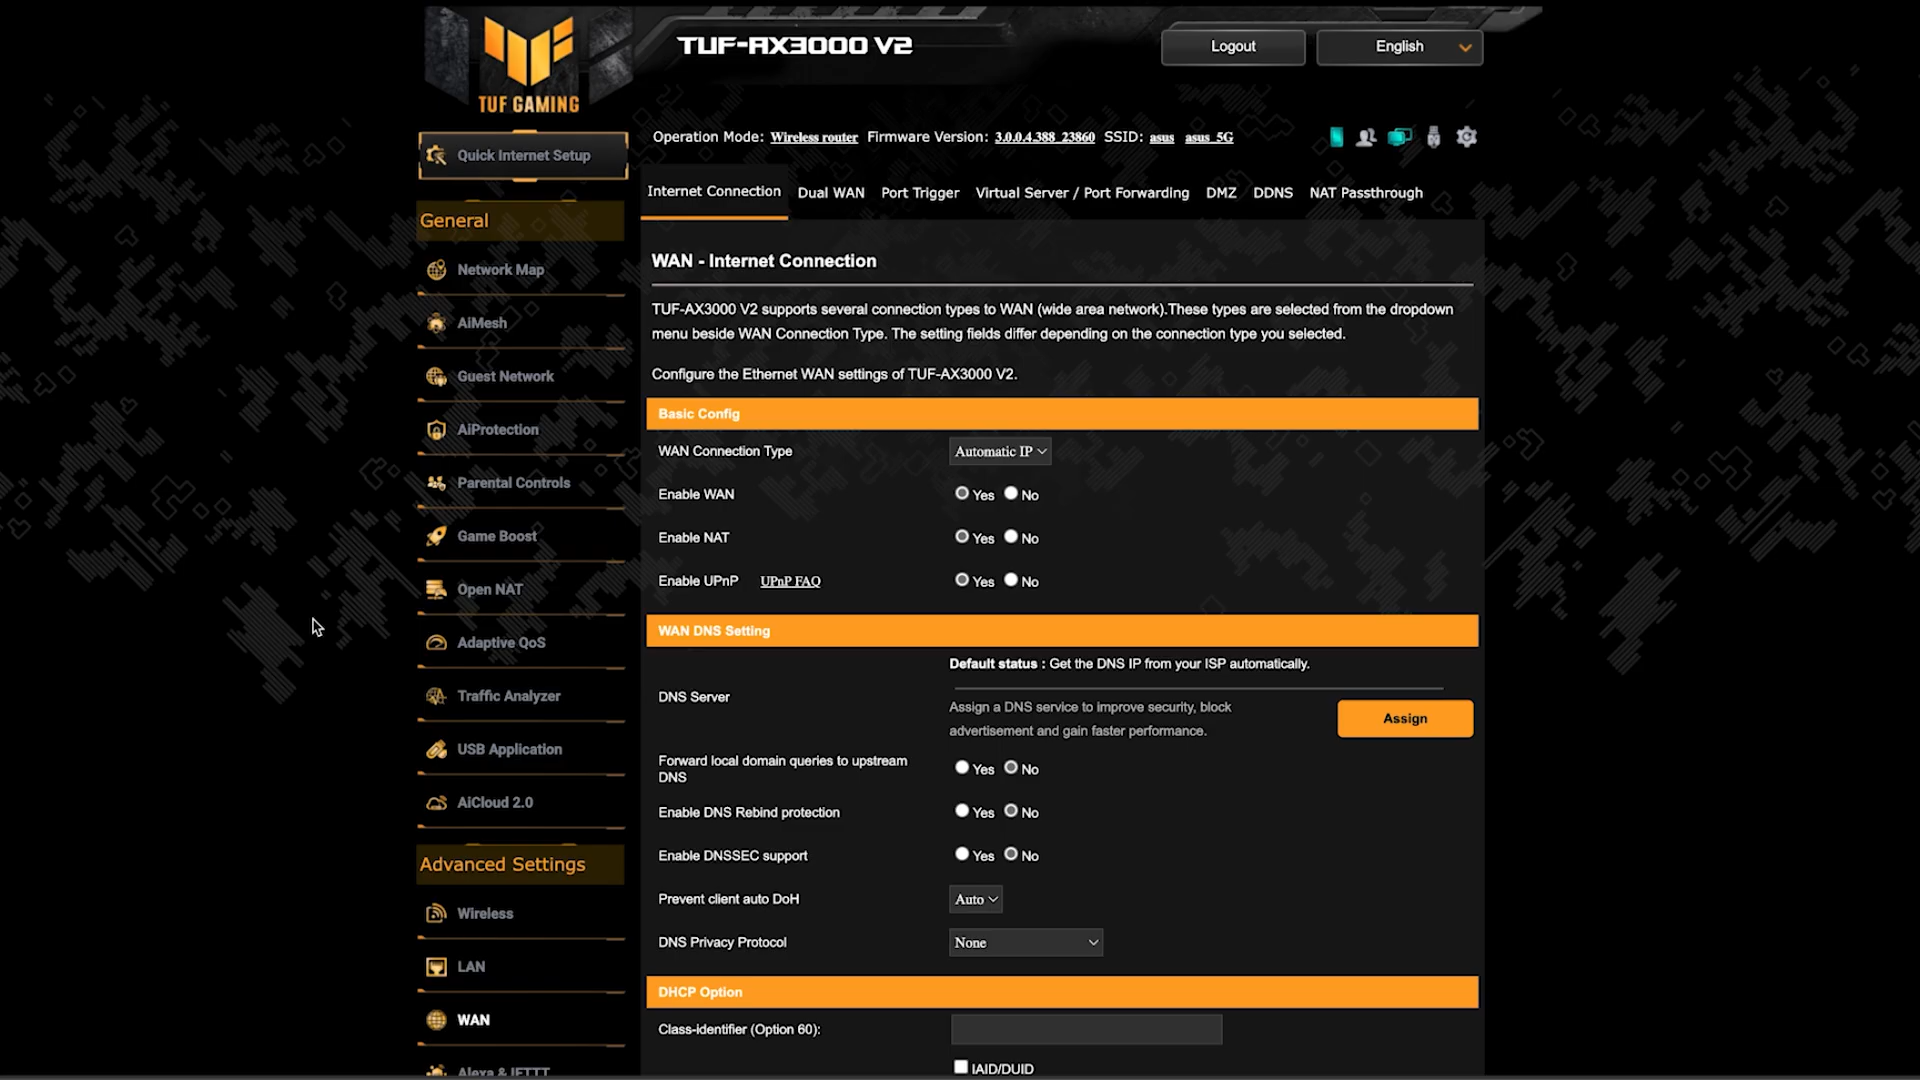 TUF GAMING
TUF-AX3000 V2
Logout
English
Quick Internet Setup
Operation Mode: Wireless router Firmware Version: 3.0.0.4.388_23860 SSID: asus asus_5G
General
Network Map
AiMesh
Guest Network
AiProtection
Parental Controls
Game Boost
Open NAT
Adaptive QoS
Traffic Analyzer
USB Application
AiCloud 2.0
Advanced Settings
Wireless
LAN
WAN
Alexa & IFTTT
Internet Connection Dual WAN Port Trigger Virtual Server / Port Forwarding DMZ DDNS NAT Passthrough
WAN - Internet Connection
TUF-AX3000 V2 supports several connection types to WAN (wide area network).These types are selected from the dropdown
menu beside WAN Connection Type. The setting fields differ depending on the connection type you selected.
Configure the Ethernet WAN settings of TUF-AX3000 V2.
Basic Config
WAN Connection Type Automatic IP
Enable WAN Yes No
Enable NAT Yes No
Enable UPnP UPnP FAQ Yes No
WAN DNS Setting
Default status : Get the DNS IP from your ISP automatically.
DNS Server
Assign a DNS service to improve security, block
advertisement and gain faster performance.
Assign
Forward local domain queries to upstream
DNS
Yes No
Enable DNS Rebind protection Yes No
Enable DNSSEC support Yes No
Prevent client auto DoH Auto
DNS Privacy Protocol None
DHCP Option
Class-identifier (Option 60):
IAID/DUID